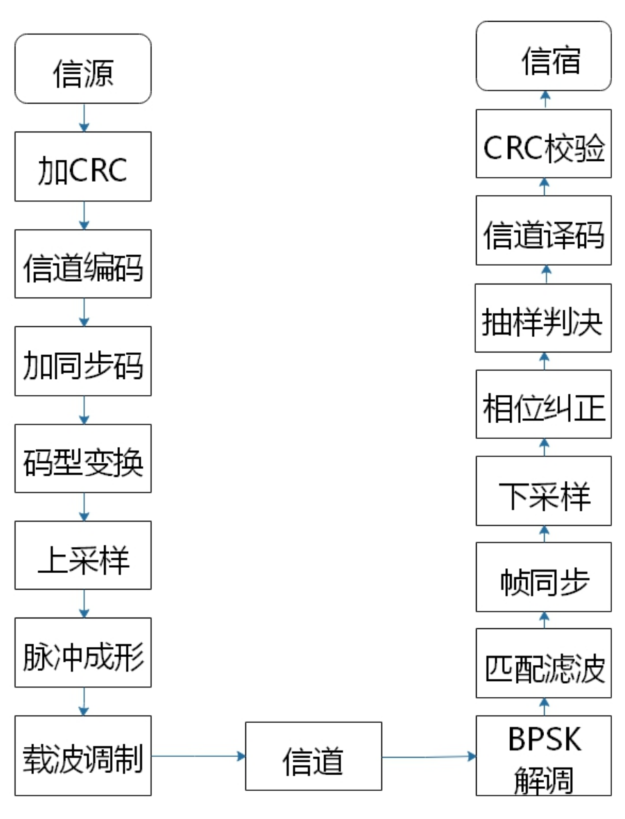 信源
加CRC
信道编码
加同步码
码型变换
上采样
脉冲成形
载波调制
信道
BPSK
解调
匹配滤波
帧同步
下采样
相位纠正
抽样判决
信道译码
CRC校验
信宿